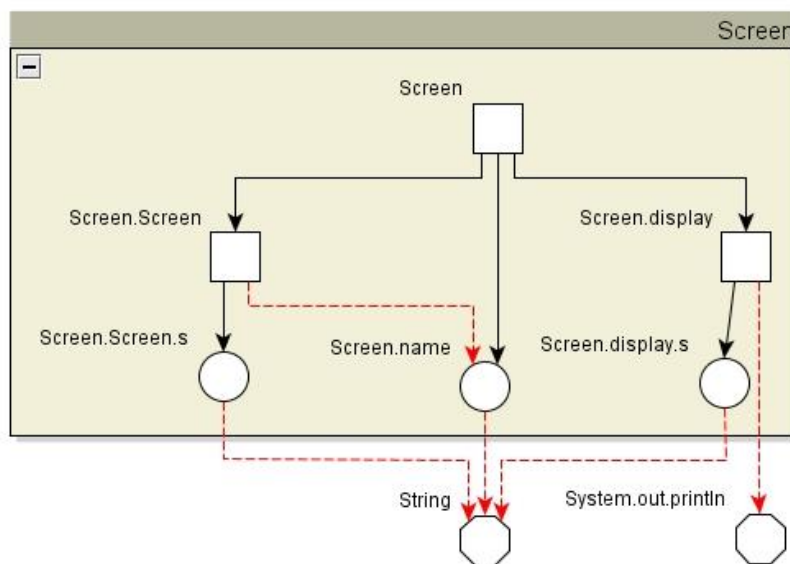 Screen
Screen
Screen.Screen
Screen.display
Screen.Screen.s
Screen.name
Screen.display.s
String
System.out.println